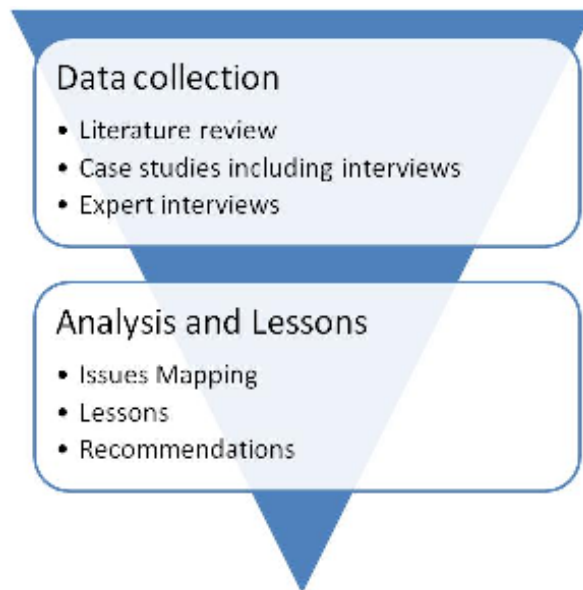 Data collection
• Literature review
• Case studies including interviews
• Expert interviews
Analysis and Lessons
• Issues Mapping
• Lessons
• Recommendations